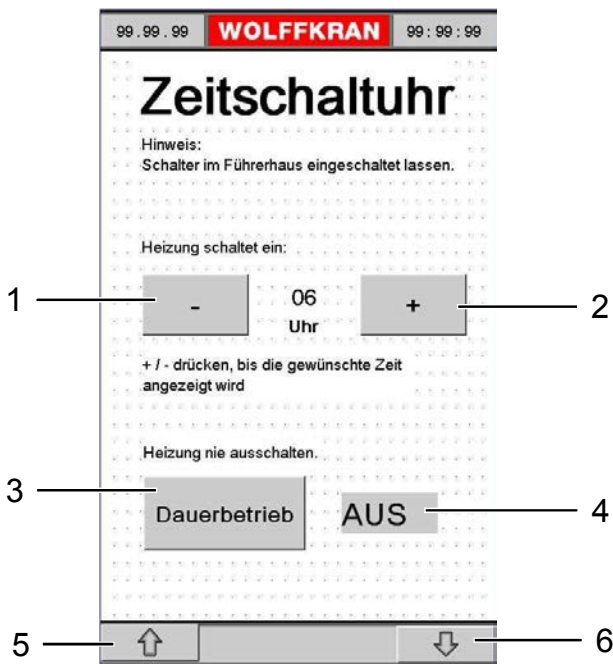 99.99.99 WOLFFKRAN 99:99:99
Zeitschaltuhr
Hinweis:
Schalter im Führerhaus eingeschaltet lassen.
Heizung schaltet ein:
1 - 06 + 2
Uhr
+ / - drücken, bis die gewünschte Zeit
angezeigt wird
Heizung nie ausschalten.
3 Dauerbetrieb AUS 4
5 6